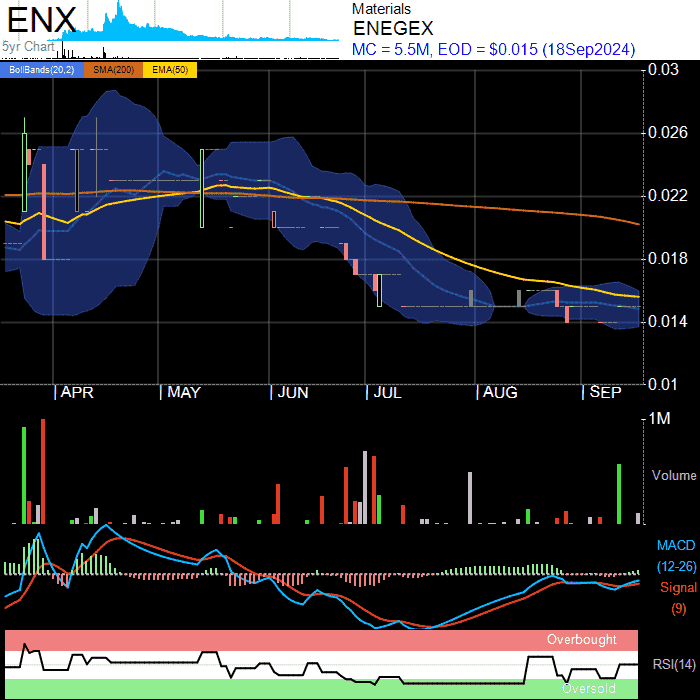 ENX
5yr Chart
Materials
ENEGEX
MC = 5.5M, EOD = $0.015 (18Sep2024)
BollBands(20,2) SMA(200) EMA(50)
0.03
0.026
0.022
0.018
0.014
0.01
APR MAY JUN JUL AUG SEP
1M
Volume
MACD
(12-26)
Signal
(9)
Overbought
RSI(14)
Oversold